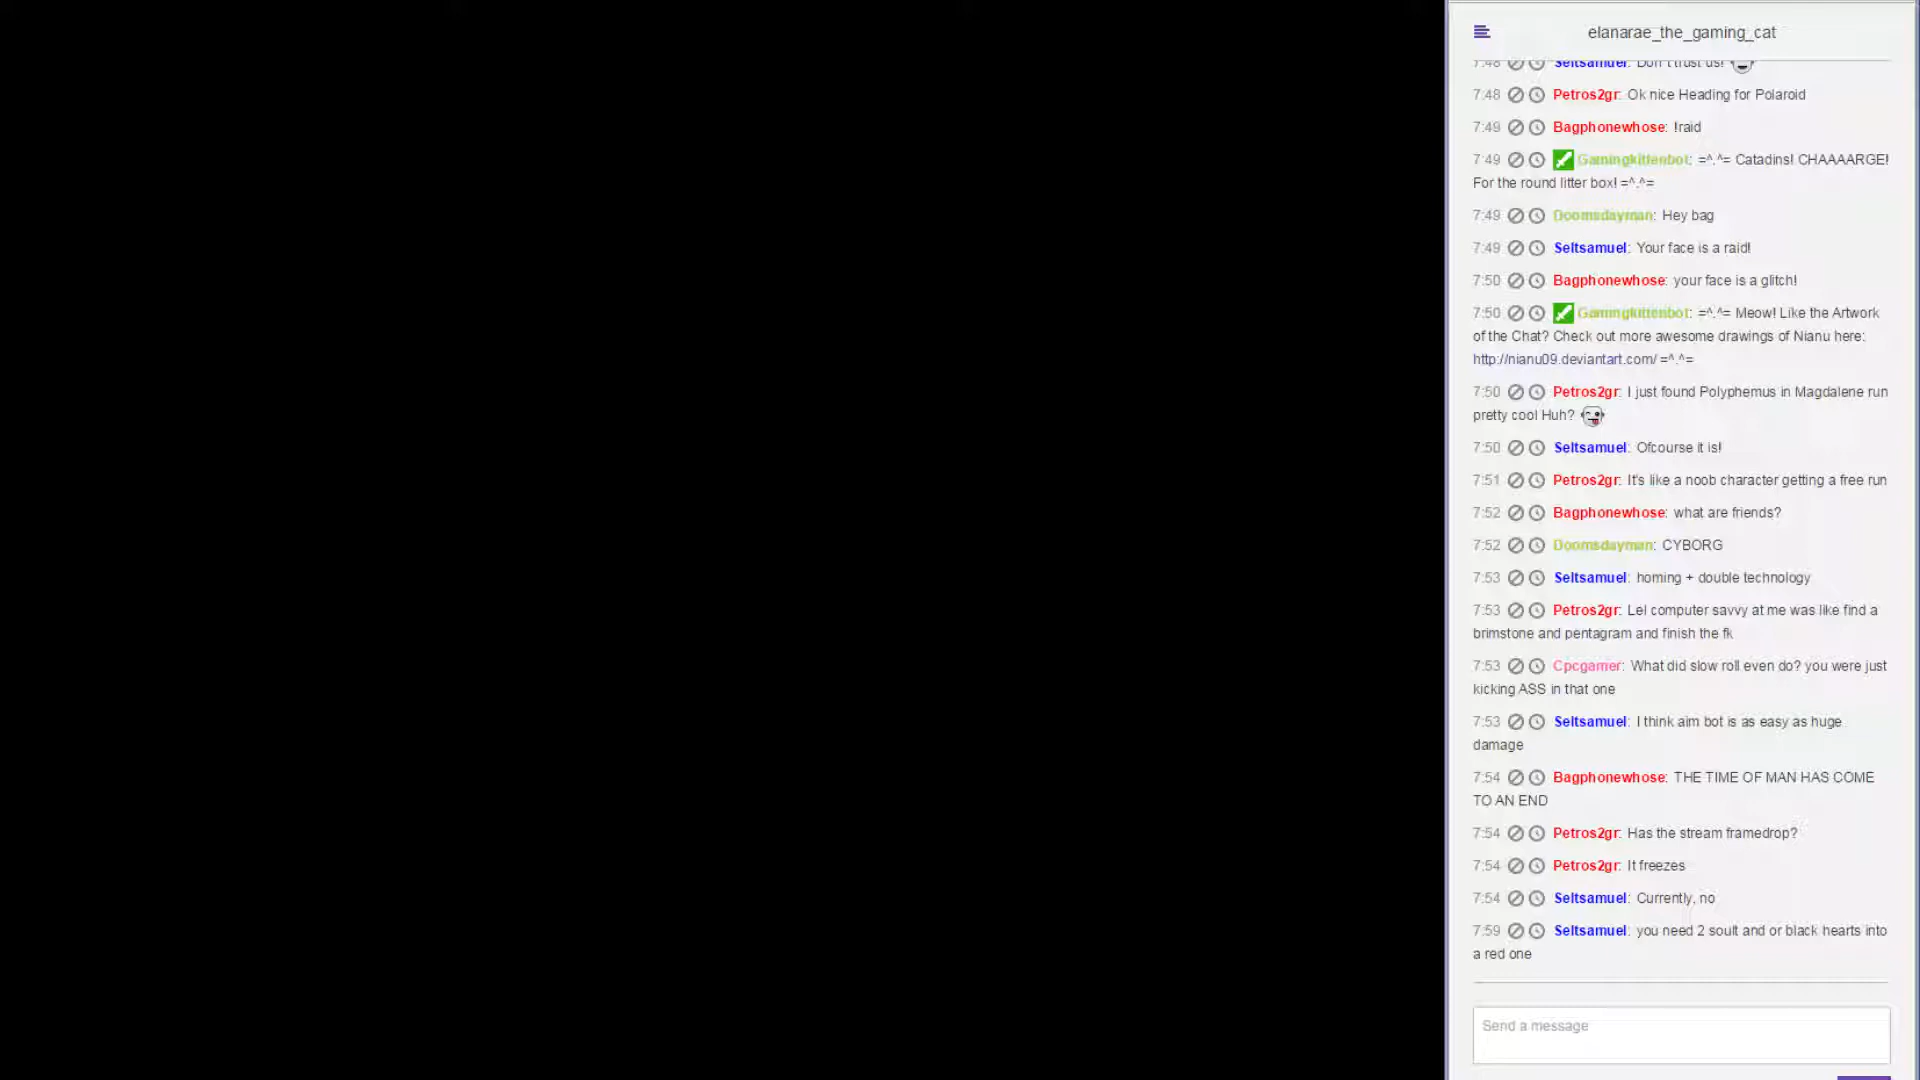 elanarae_the_gaming_cat
7:48 Seltsamuel: Don't trust us!
7:48 Petros2gr: Ok nice Heading for Polaroid
7:49 Bagphonewhose: !raid
7:49 Gamingkittenbot: =^.^= Catadins! CHAAAARGE!
For the round litter box! =^.^=
7:49 Doomsdayman: Hey bag
7:49 Seltsamuel: Your face is a raid!
7:50 Bagphonewhose: your face is a glitch!
7:50 Gamingkittenbot: =^.^= Meow! Like the Artwork
of the Chat? Check out more awesome drawings of Nianu here:
http://nianu09.deviantart.com/ =^.^=
7:50 Petros2gr: I just found Polyphemus in Magdalene run
pretty cool Huh?
7:50 Seltsamuel: Ofcourse it is!
7:51 Petros2gr: It's like a noob character getting a free run
7:52 Bagphonewhose: what are friends?
7:52 Doomsdayman: CYBORG
7:53 Seltsamuel: homing + double technology
7:53 Petros2gr: Lel computer savvy at me was like find a
brimstone and pentagram and finish the fk
7:53 Cpcgamer: What did slow roll even do? you were just
kicking ASS in that one
7:53 Seltsamuel: I think aim bot is as easy as huge
damage
7:54 Bagphonewhose: THE TIME OF MAN HAS COME
TO AN END
7:54 Petros2gr: Has the stream framedrop?
7:54 Petros2gr: It freezes
7:54 Seltsamuel: Currently, no
7:59 Seltsamuel: you need 2 soult and or black hearts into
a red one
Send a message